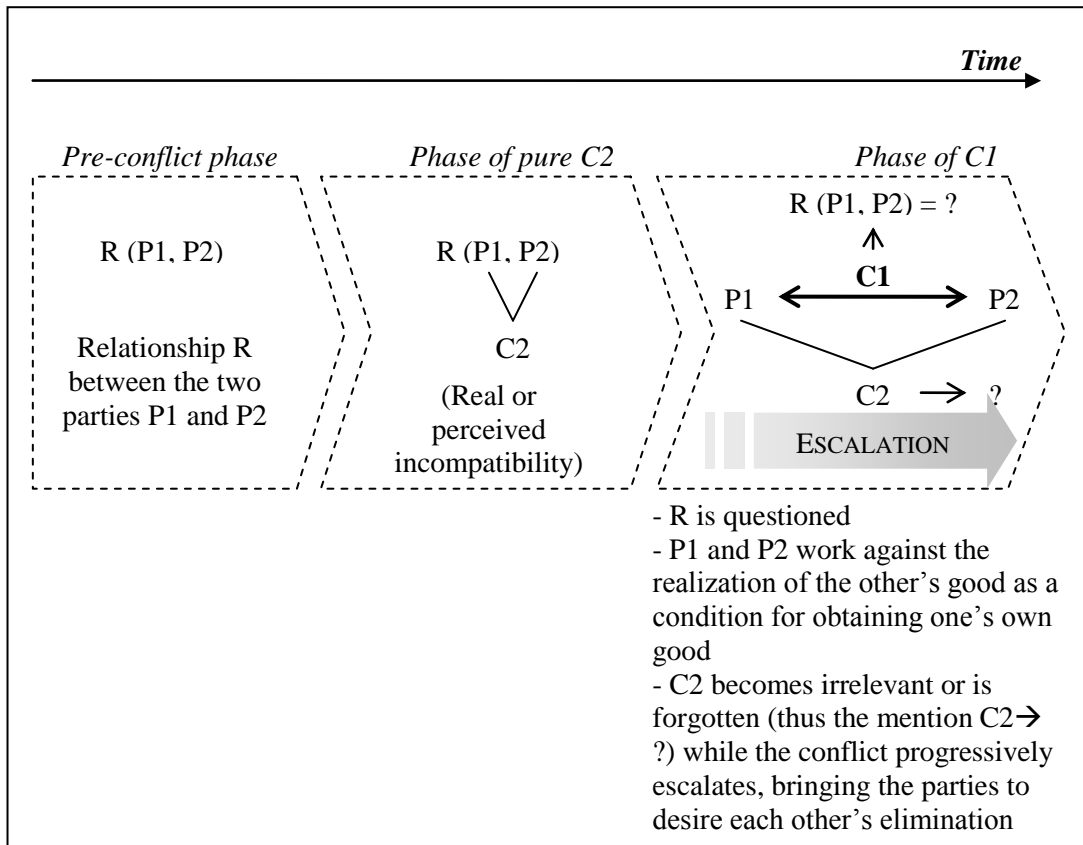 Time
Pre-conflict phase
R (P1, P2)
Relationship R
between the two
parties P1 and P2
Phase of pure C2
R (P1, P2)
C2
(Real or
perceived
incompatibility)
Phase of C1
R (P1, P2) = ?
C1
P1
P2
C2 → ?
ESCALATION
- R is questioned
- P1 and P2 work against the
realization of the other’s good as a
condition for obtaining one’s own
good
- C2 becomes irrelevant or is
forgotten (thus the mention C2→
?) while the conflict progressively
escalates, bringing the parties to
desire each other’s elimination